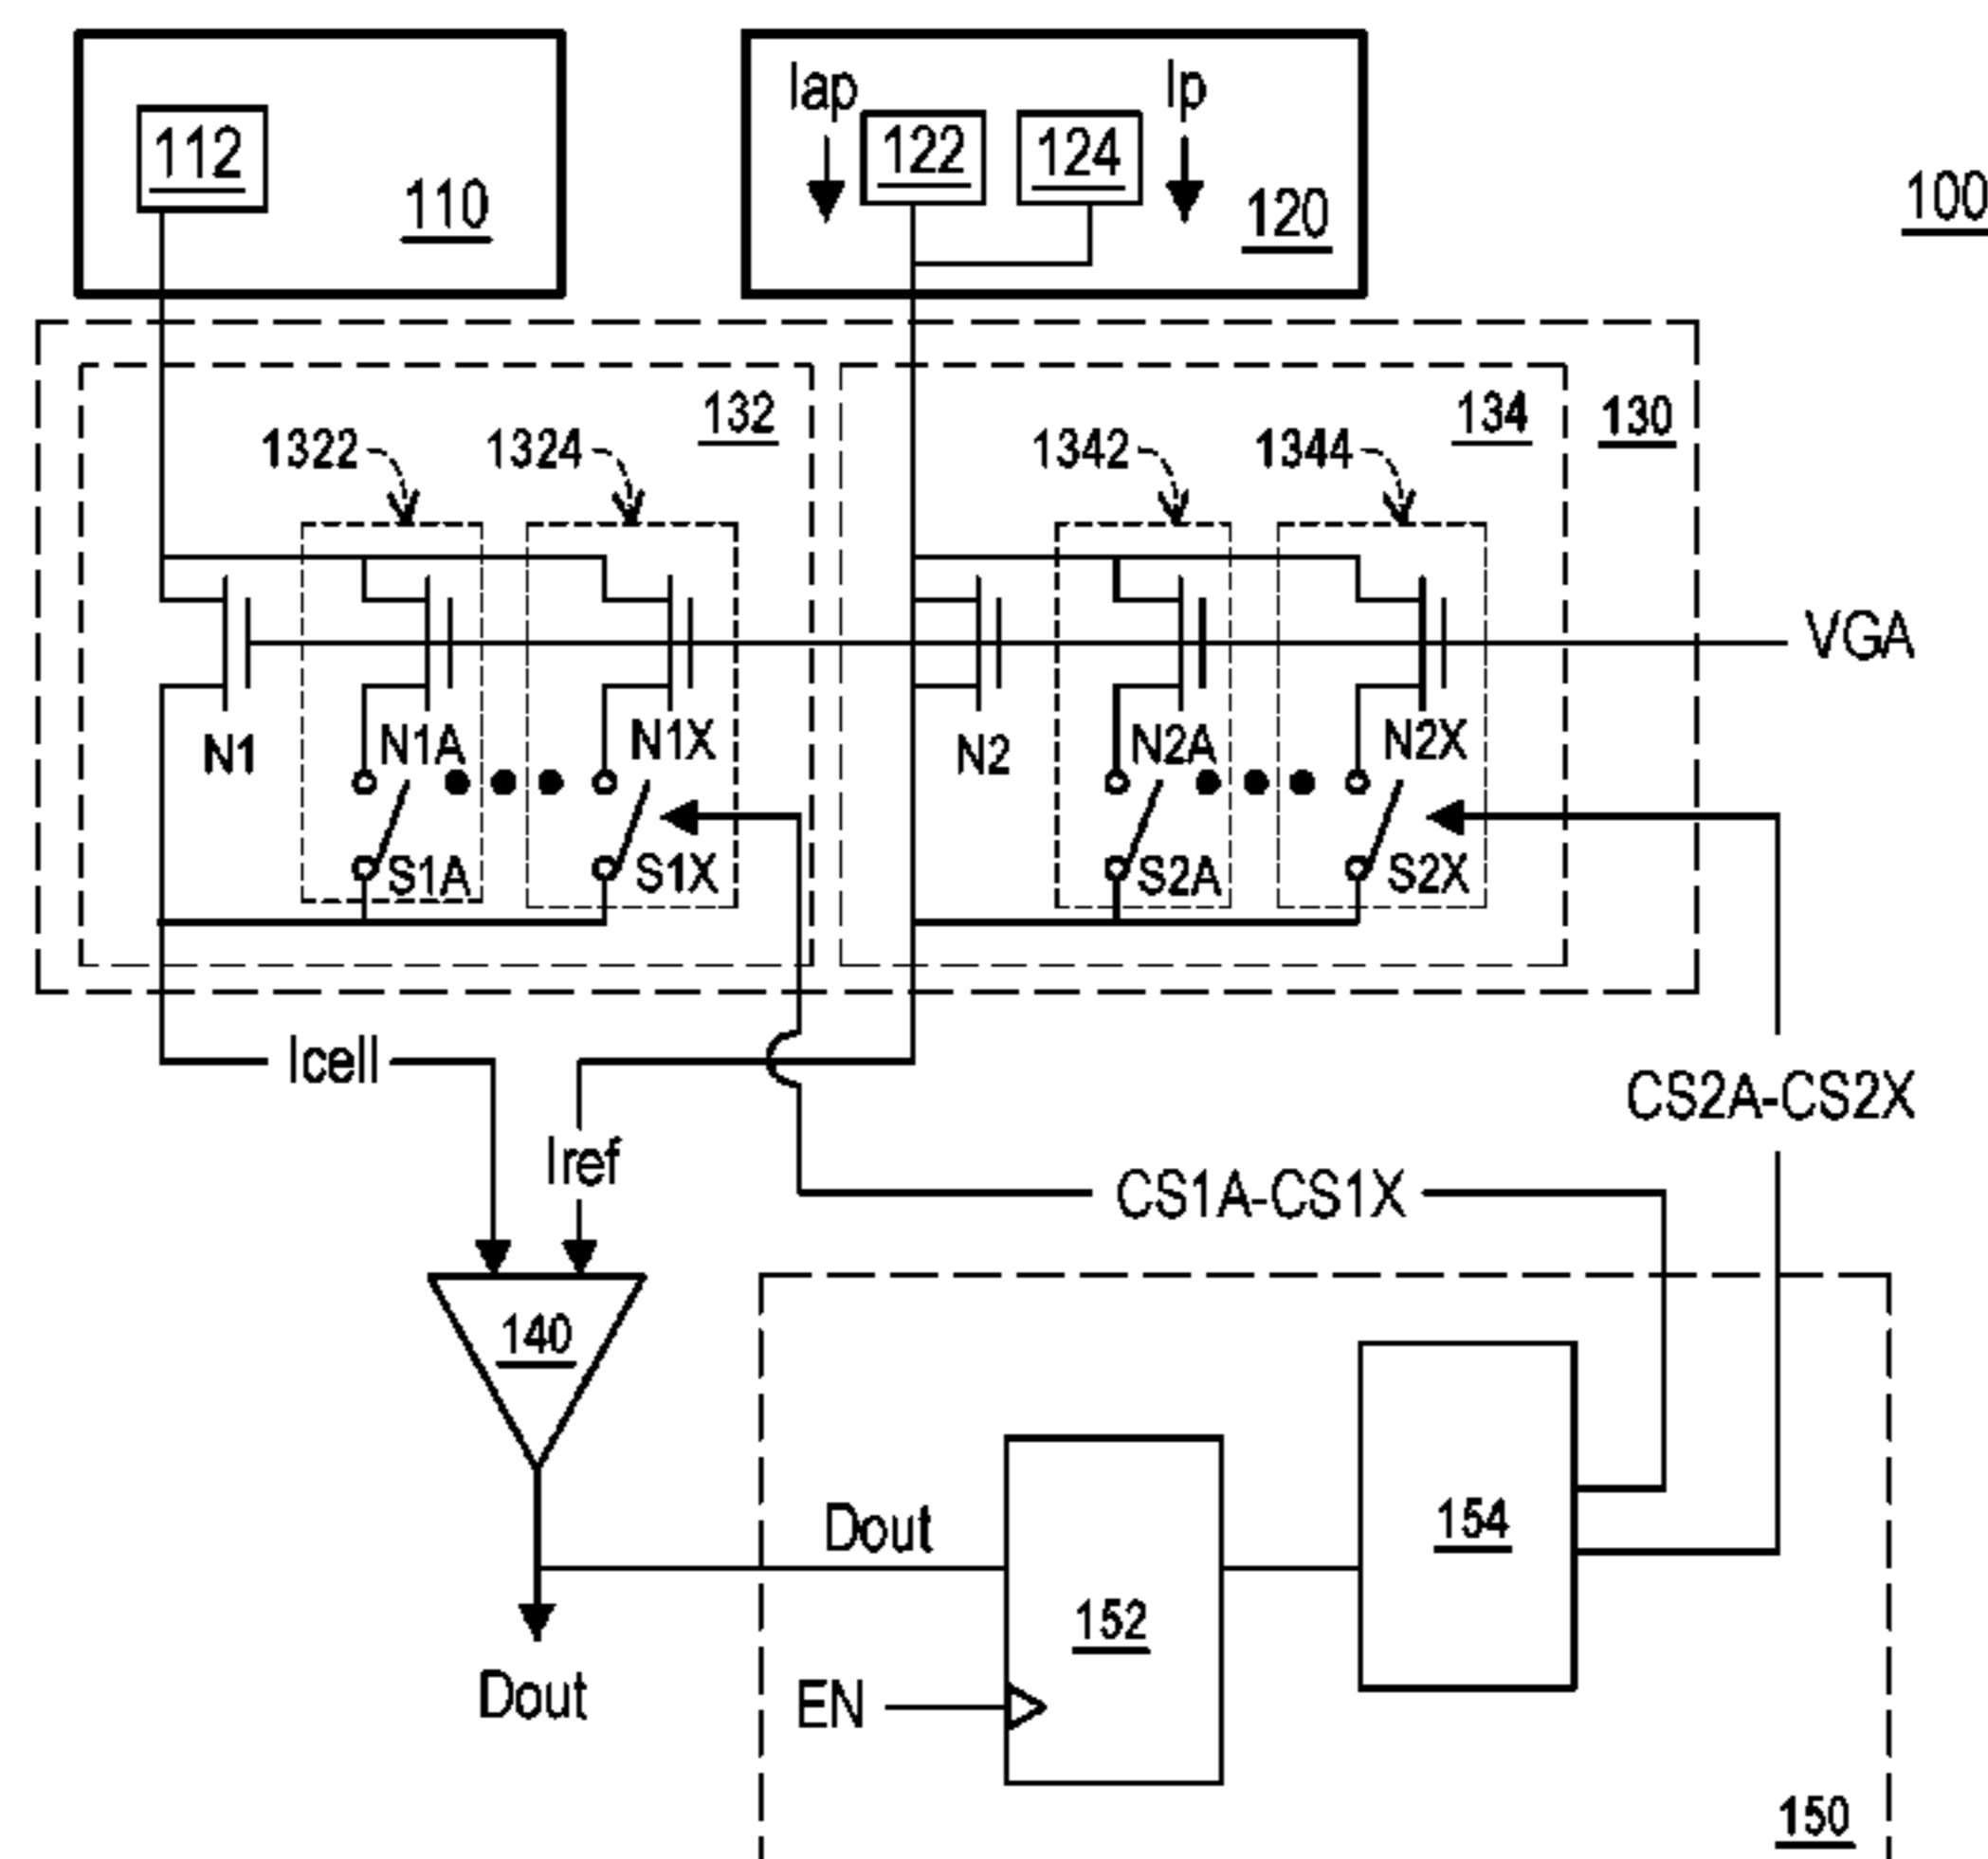 Iap
Ip
112
122
124
110
120
100
132
134
130
1322
1324
1342
1344
VGA
N1
N1A
N1X
N2
N2A
N2X
S1A
S1X
S2A
S2X
Icell
CS2A-CS2X
Iref
CS1A-CS1X
140
Dout
154
152
Dout
EN
150